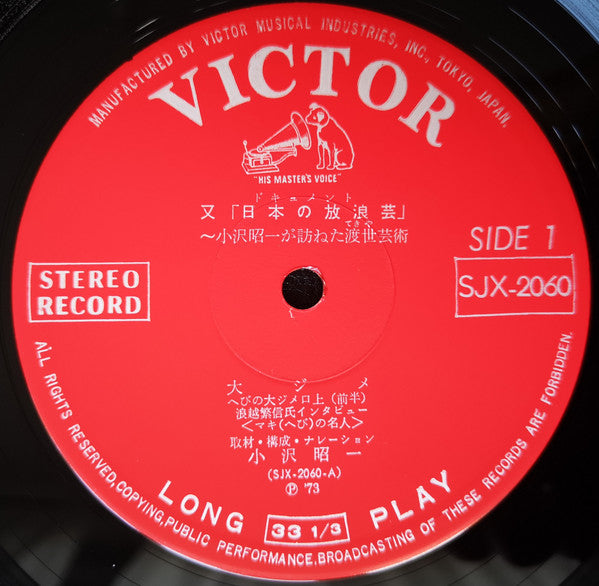 MANUFACTURED BY VICTOR MUSICAL INDUSTRIES, INC., TOKYO, JAPAN.
VICTOR
"HIS MASTER'S VOICE"
ドキュメント
又「日本の放浪芸」
てきや
〜小沢昭一が訪ねた渡世芸術
SIDE 1
STEREO
RECORD
SJX-2060
大ジメ
へびの大ジメ口上(前半)
浪越繁信氏インタビュー
<マキ(へび)の名人>
取材・構成・ナレーション
小沢昭一
(SJX-2060-A)
Ⓟ '73
LONG 33 1/3 PLAY
ALL RIGHTS RESERVED,COPYING,PUBLIC PERFORMANCE,BROADCASTING OF THESE RECORDS ARE FORBIDDEN.